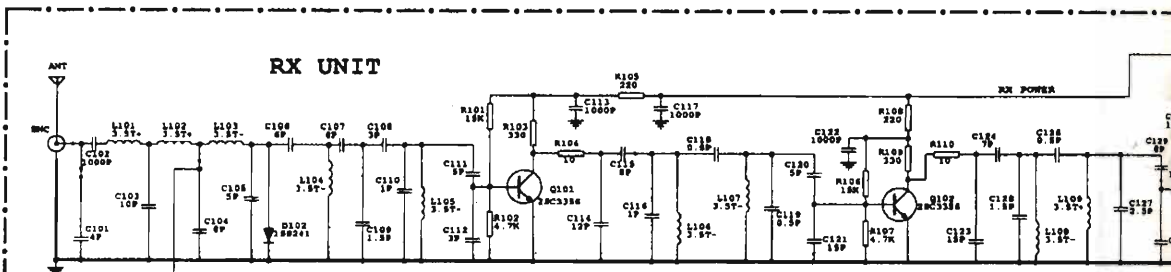 RX UNIT
ANT
BNC
C102
1000P
L101
3.5T+
L102
3.5T+
L103
3.5T-
C106
6P
C107
6P
C108
3P
C101
4P
C103
10P
C104
8P
C105
5P
D102
1SS241
L104
3.5T-
C109
1.5P
C110
1P
L105
3.5T-
C111
5P
C112
3P
R101
15K
R102
4.7K
R103
330
Q101
2SC3356
R104
10
C113
1000P
R105
220
C117
1000P
C114
12P
C115
8P
C116
1P
L106
3.5T-
C118
0.5P
L107
3.5T-
C119
0.5P
C120
5P
C121
15P
C122
1000P
R106
15K
R107
4.7K
R108
220
R109
330
Q102
2SC3356
R110
10
RX POWER
C123
15P
C124
7P
C125
1.5P
L108
3.5T-
C126
0.5P
L109
3.5T+
C127
2.5P
C129